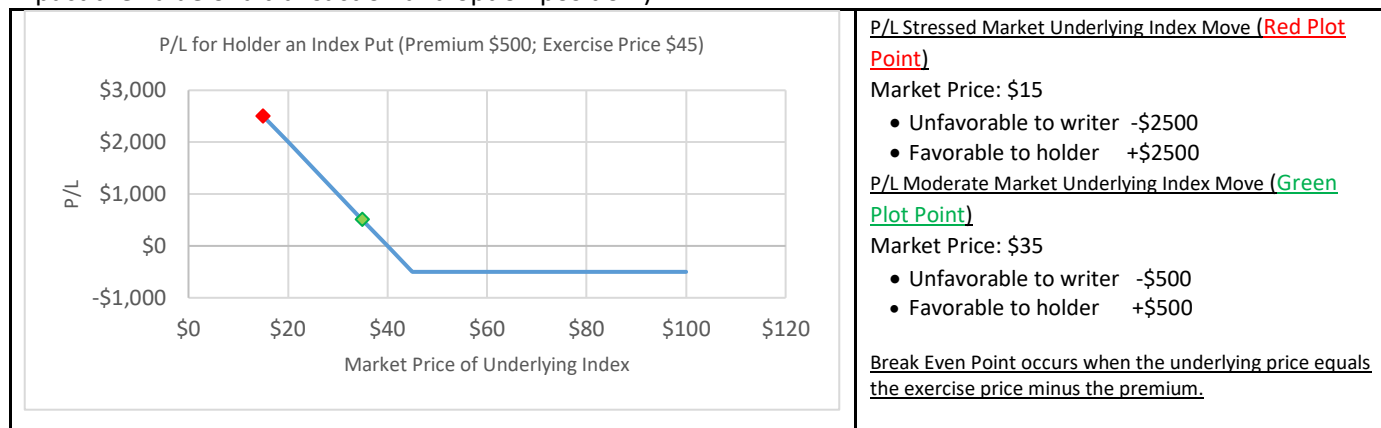 P/L for Holder an Index Put (Premium $500; Exercise Price $45)
$3,000
$2,000
$1,000
$0
-$1,000
P/L
$0 $20 $40 $60 $80 $100 $120
Market Price of Underlying Index
P/L Stressed Market Underlying Index Move (Red Plot
Point)
Market Price: $15
• Unfavorable to writer -$2500
• Favorable to holder +$2500
P/L Moderate Market Underlying Index Move (Green
Plot Point)
Market Price: $35
• Unfavorable to writer -$500
• Favorable to holder +$500
Break Even Point occurs when the underlying price equals
the exercise price minus the premium.